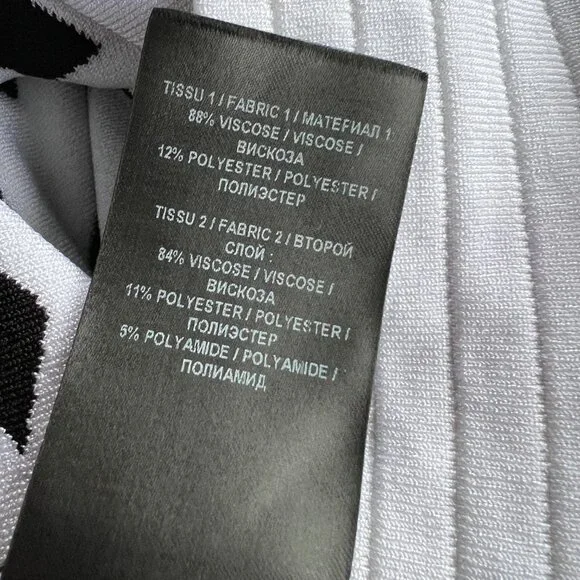 TISSU 1 / FABRIC 1 / МАТЕРИАЛ 1
88% VISCOSE / VISCOSE /
ВИСКОЗА
12% POLYESTER / POLYESTER /
ПОЛИЭСТЕР
TISSU 2 / FABRIC 2 / ВТОРОЙ
СЛОЙ :
84% VISCOSE / VISCOSE /
ВИСКОЗА
11% POLYESTER / POLYESTER /
ПОЛИЭСТЕР
5% POLYAMIDE / POLYAMIDE /
ПОЛИАМИД